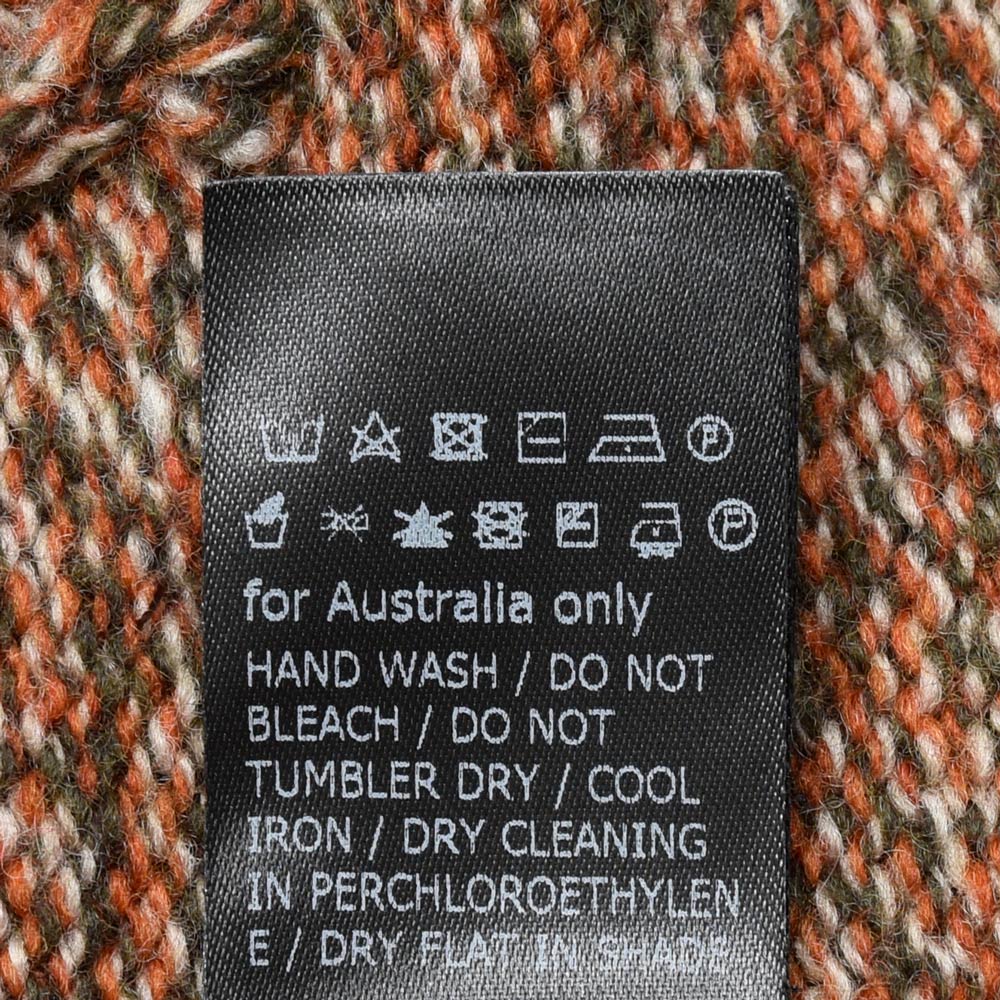 P
P
for Australia only
HAND WASH / DO NOT
BLEACH / DO NOT
TUMBLER DRY / COOL
IRON / DRY CLEANING
IN PERCHLOROETHYLEN
E / DRY FLAT IN SHADE